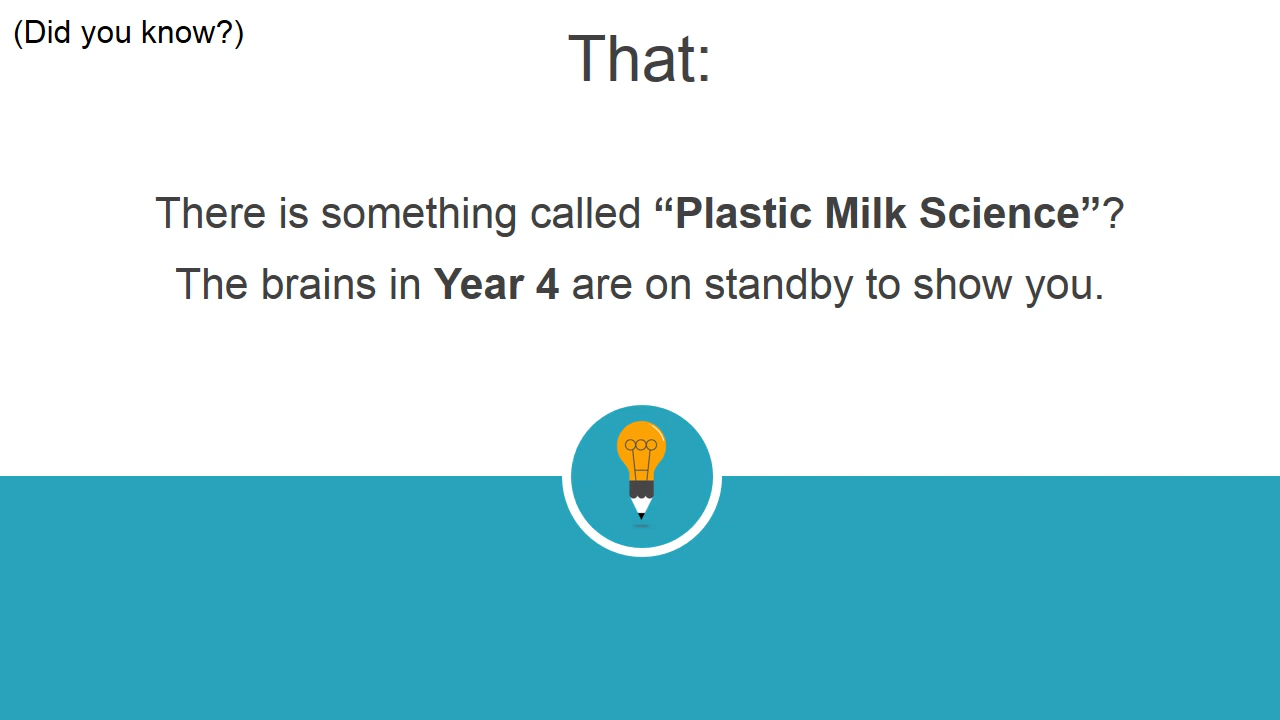 (Did you know?)
That:
There is something called “Plastic Milk Science”?
The brains in Year 4 are on standby to show you.